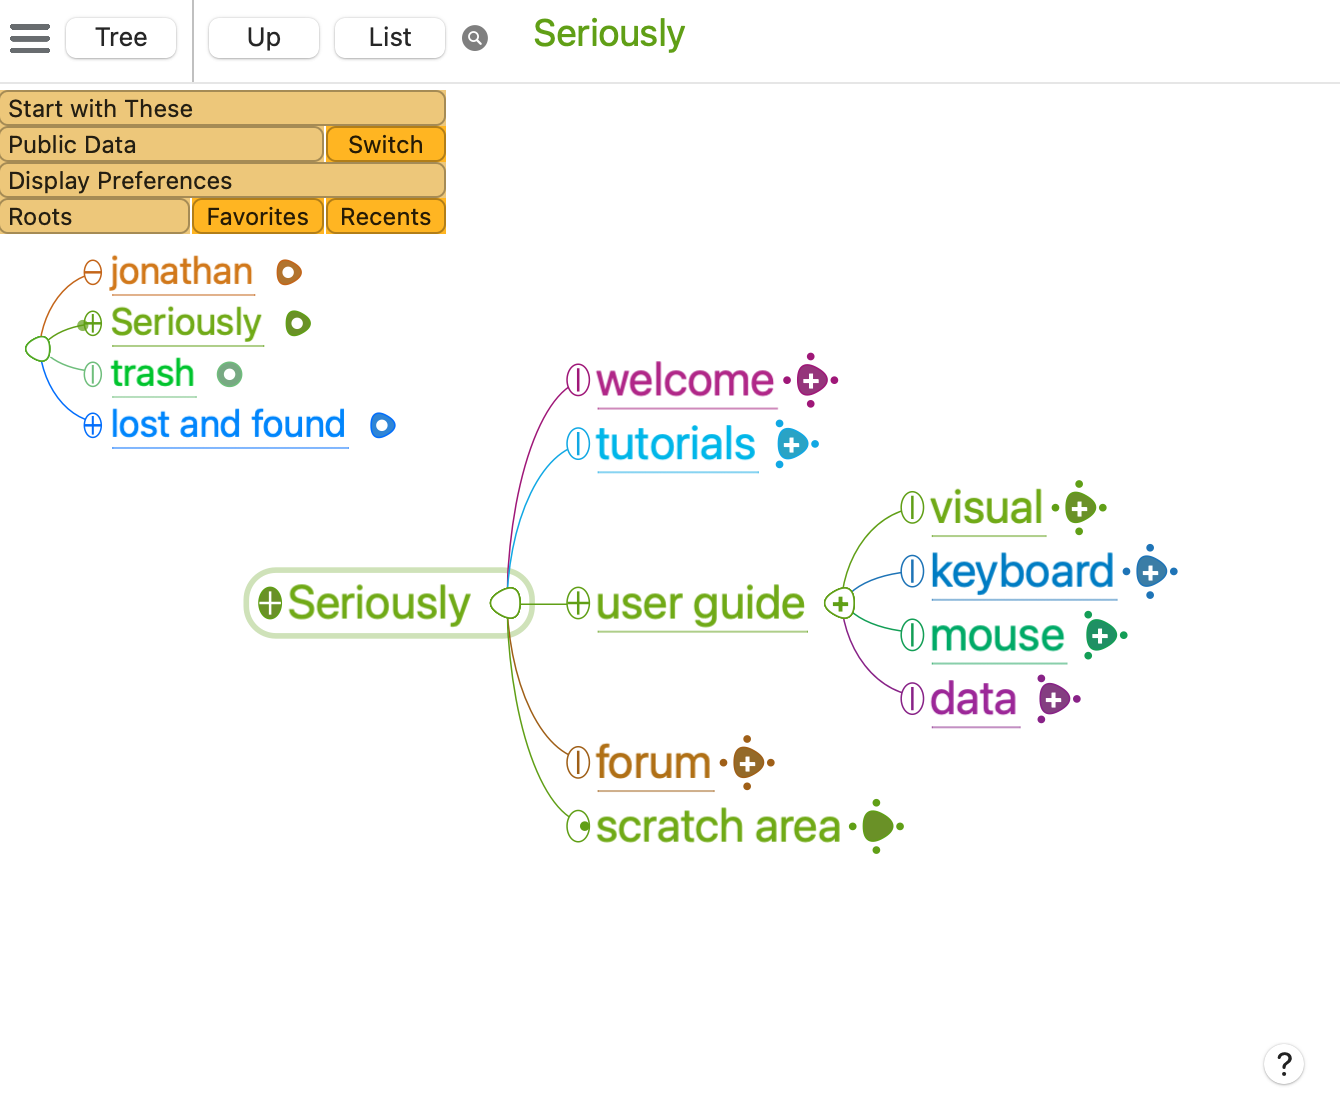 Tree
Up
List
Seriously
Start with These
Public Data
Switch
Display Preferences
Roots
Favorites
Recents
jonathan
Seriously
trash
lost and found
welcome
tutorials
visual
keyboard
Seriously
user guide
mouse
data
forum
scratch area
?